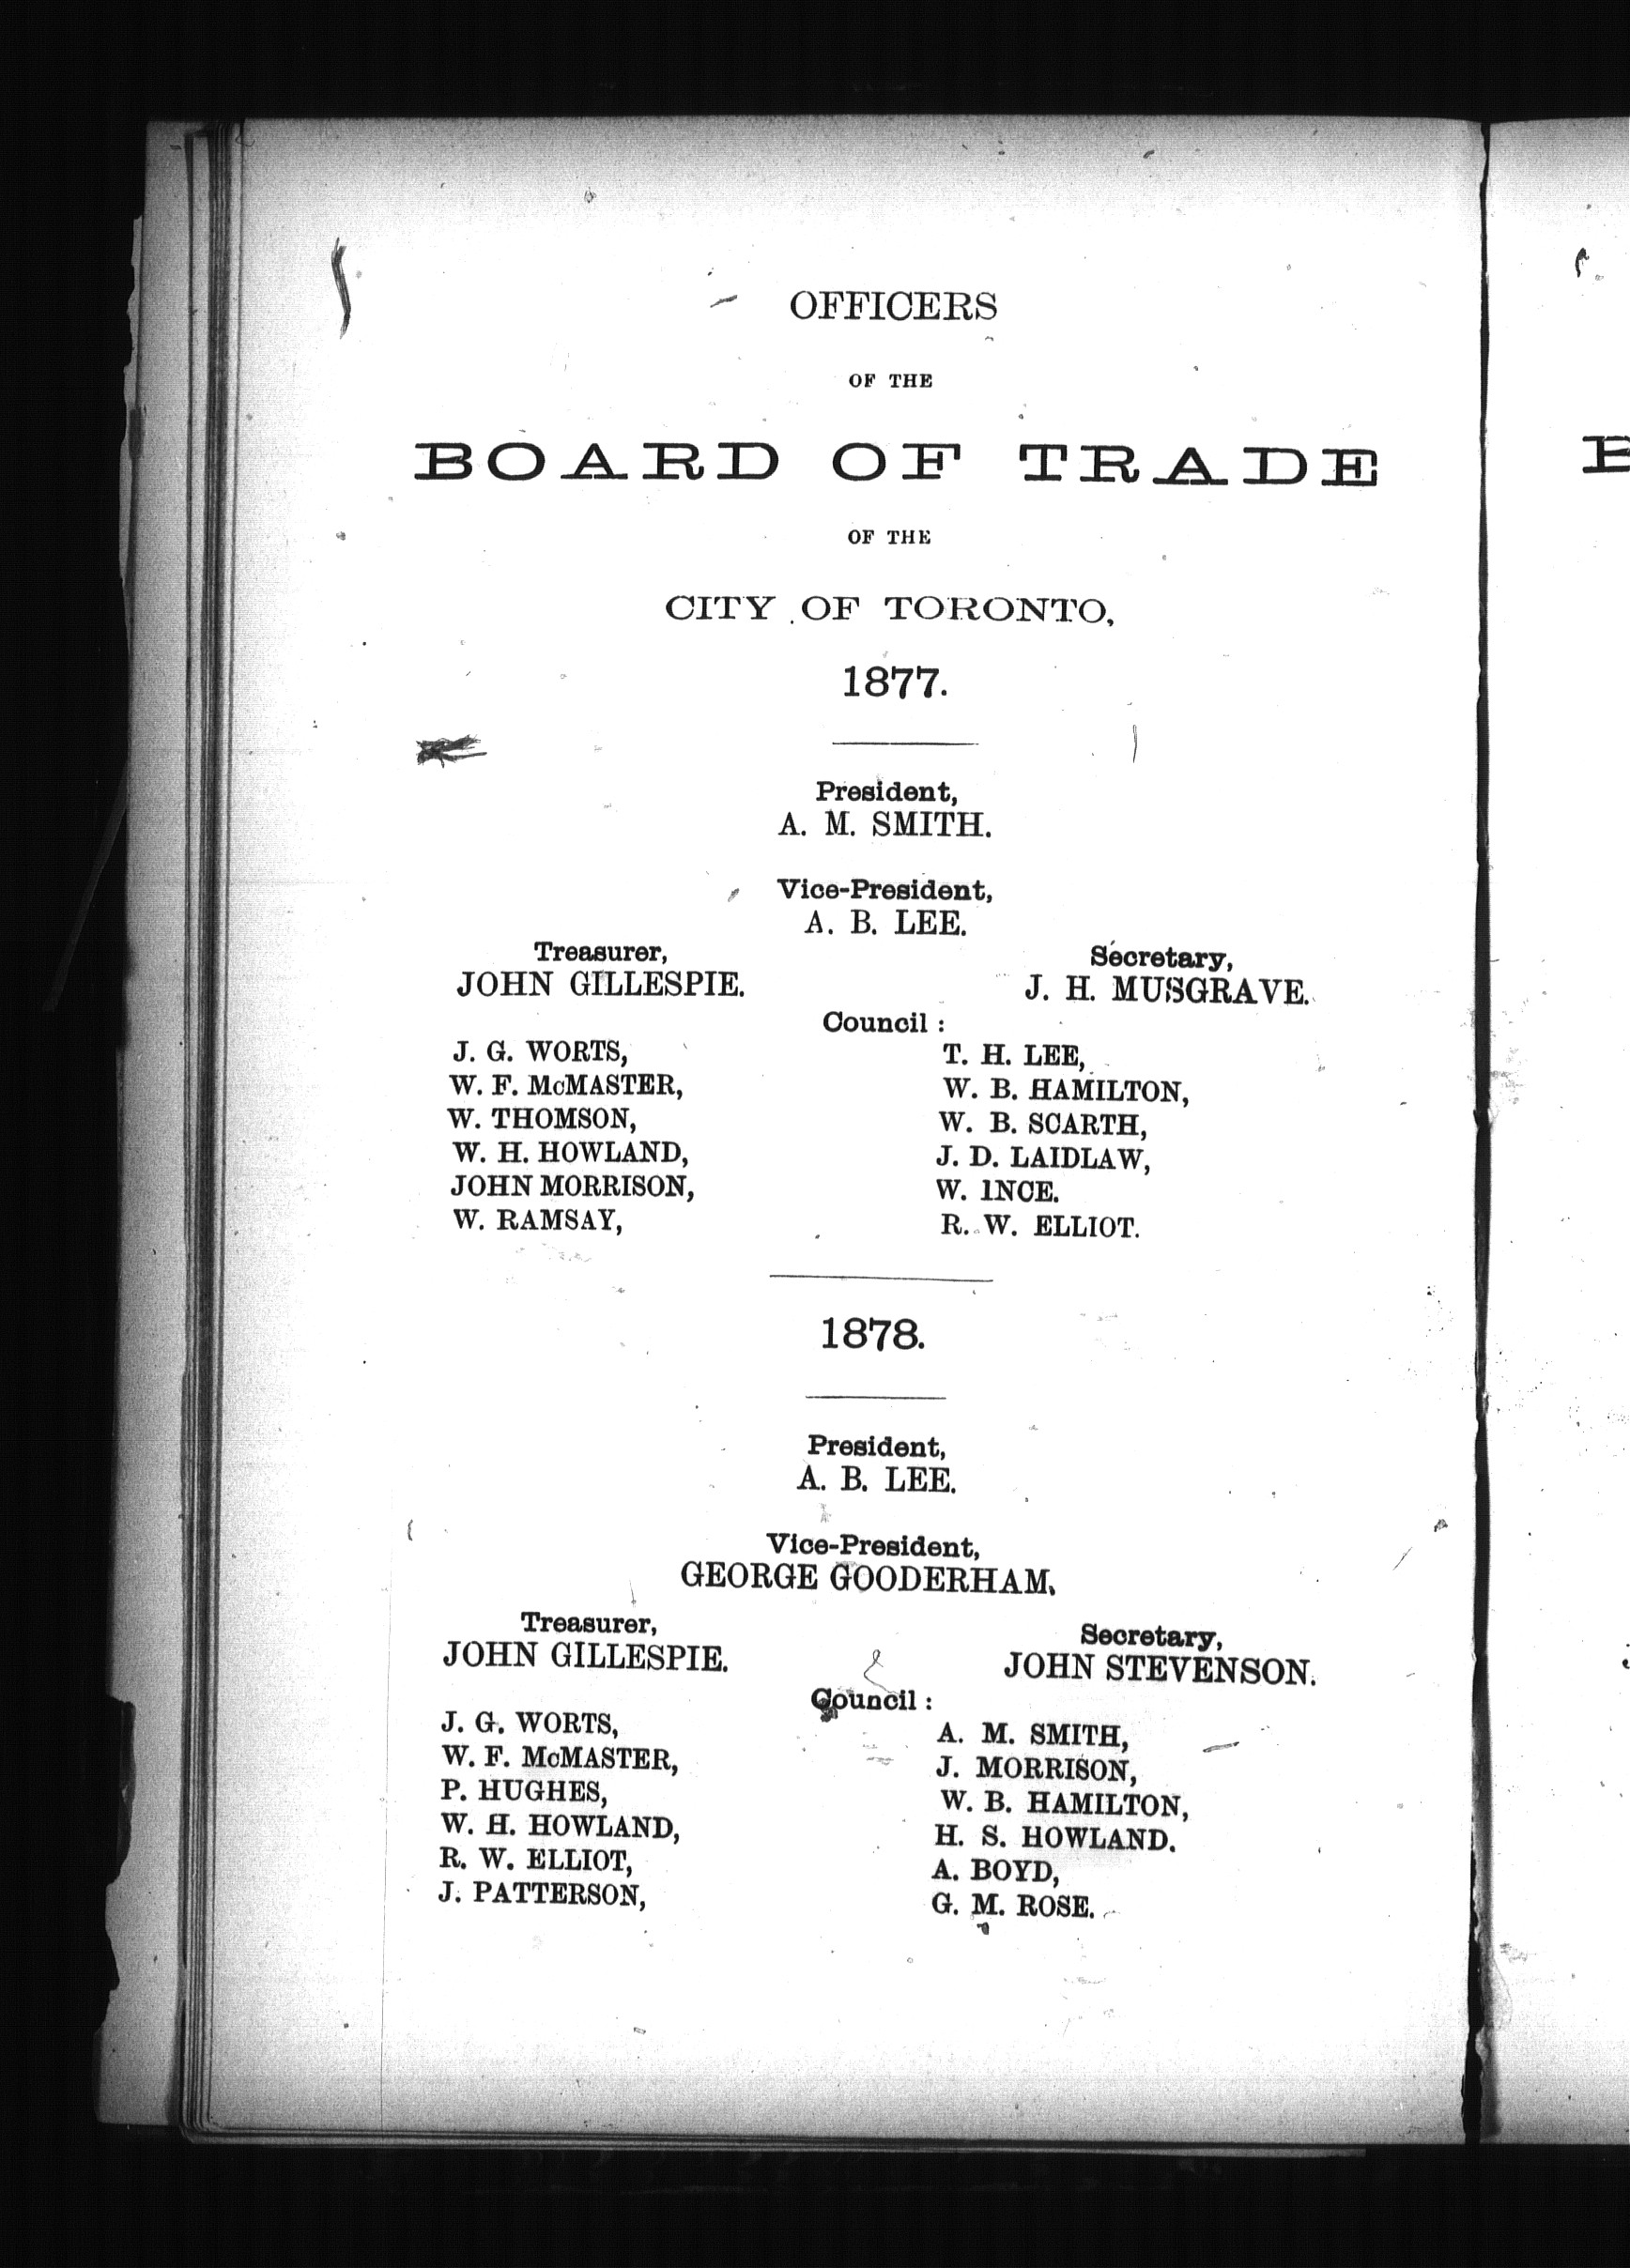 OFFICERS
OF THE
BOARD OF TRADE
OF THE
CITY OF TORONTO,
1877.
President,
A. M. SMITH.
Vice-President,
A. B. LEE.
Treasurer,
JOHN GILLESPIE.
Secretary,
J. H. MUSGRAVE.
Council :
J. G. WORTS,
W. F. McMASTER,
W. THOMSON,
W. H. HOWLAND,
JOHN MORRISON,
W. RAMSAY,
T. H. LEE,
W. B. HAMILTON,
W. B. SCARTH,
J. D. LAIDLAW,
W. INCE.
R. W. ELLIOT.
1878.
President,
A. B. LEE.
Vice-President,
GEORGE GOODERHAM.
Treasurer,
JOHN GILLESPIE.
Secretary,
JOHN STEVENSON.
Council :
J. G. WORTS,
W. F. McMASTER,
P. HUGHES,
W. H. HOWLAND,
R. W. ELLIOT,
J. PATTERSON,
A. M. SMITH,
J. MORRISON,
W. B. HAMILTON,
H. S. HOWLAND.
A. BOYD,
G. M. ROSE.